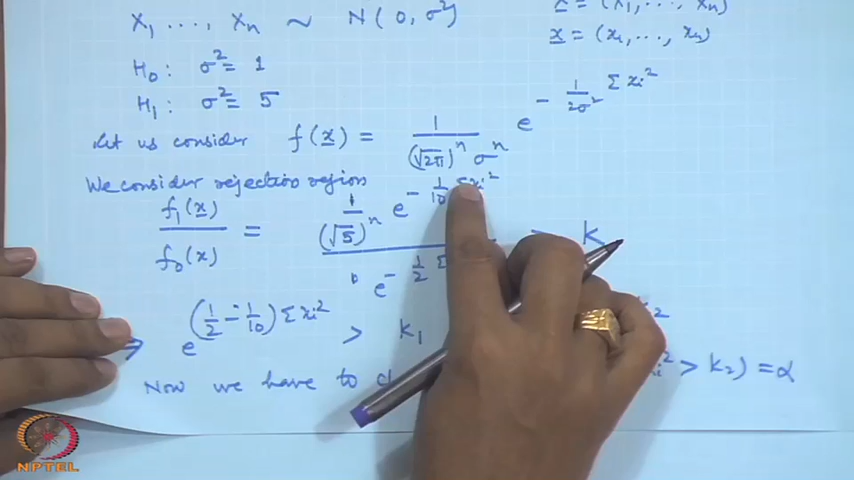 X₁ ... Xₙ ~ N(0, σ²)
X = (X₁, ..., Xₙ)
x = (x₁, ..., xₙ)
H₀: σ² = 1
H₁: σ² = 5
Let us consider f(x) = 1 / ((√2π)ⁿ σⁿ) e^(- 1/(2σ²) Σxᵢ²)
We consider rejection region
f₁(x) / f₀(x) = 1/(√5)ⁿ e^(- 1/10 Σxᵢ²) / e^(- 1/2 Σ > k
⇒ e^((1/2 - 1/10) Σxᵢ²) > k₁
Now we have to > k₂) = α
NPTEL